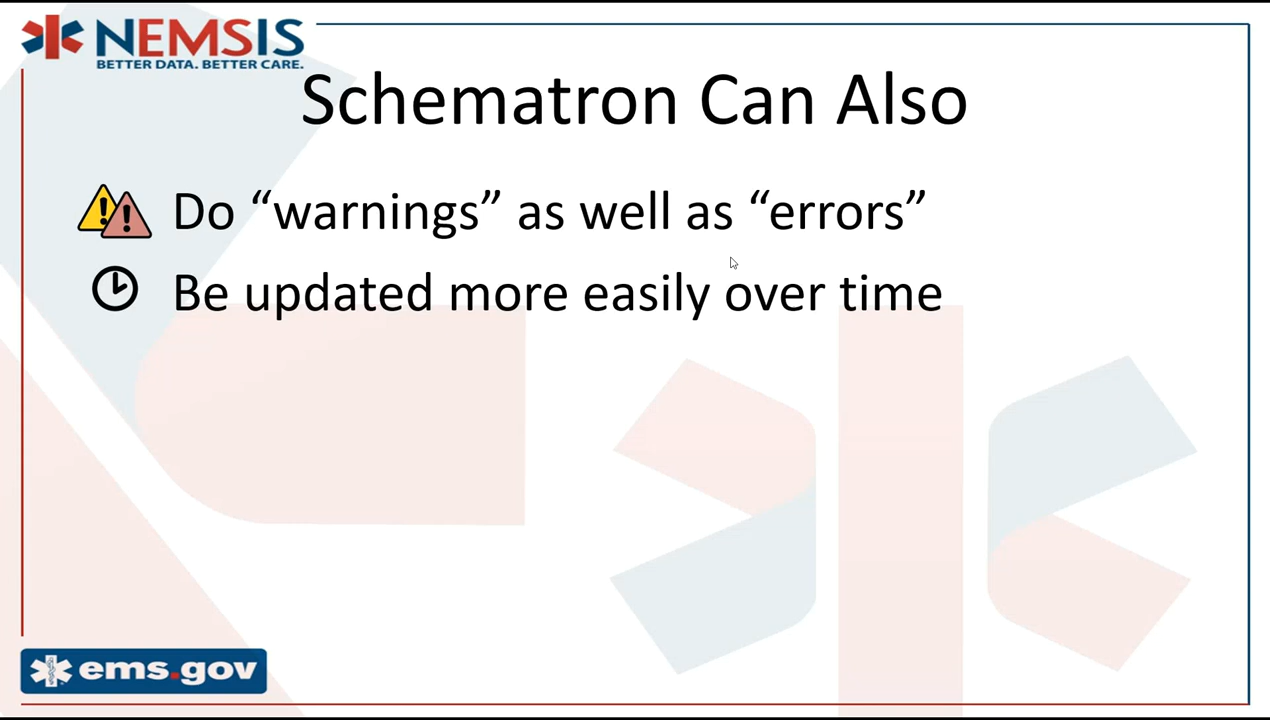 NEMSIS
BETTER DATA. BETTER CARE.
Schematron Can Also
Do “warnings” as well as “errors”
Be updated more easily over time
ems.gov